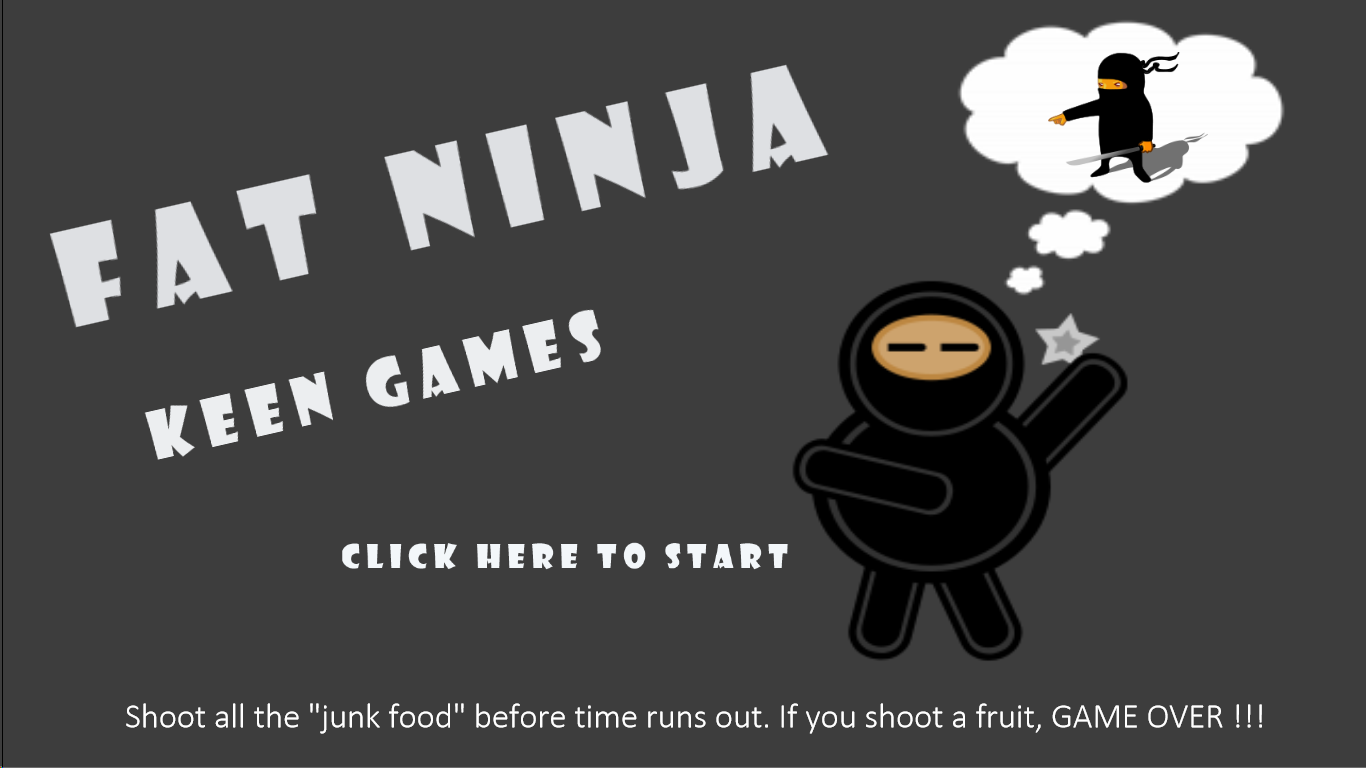 FAT NINJA
KEEN GAMES
CLICK HERE TO START
Shoot all the "junk food" before time runs out. If you shoot a fruit, GAME OVER !!!